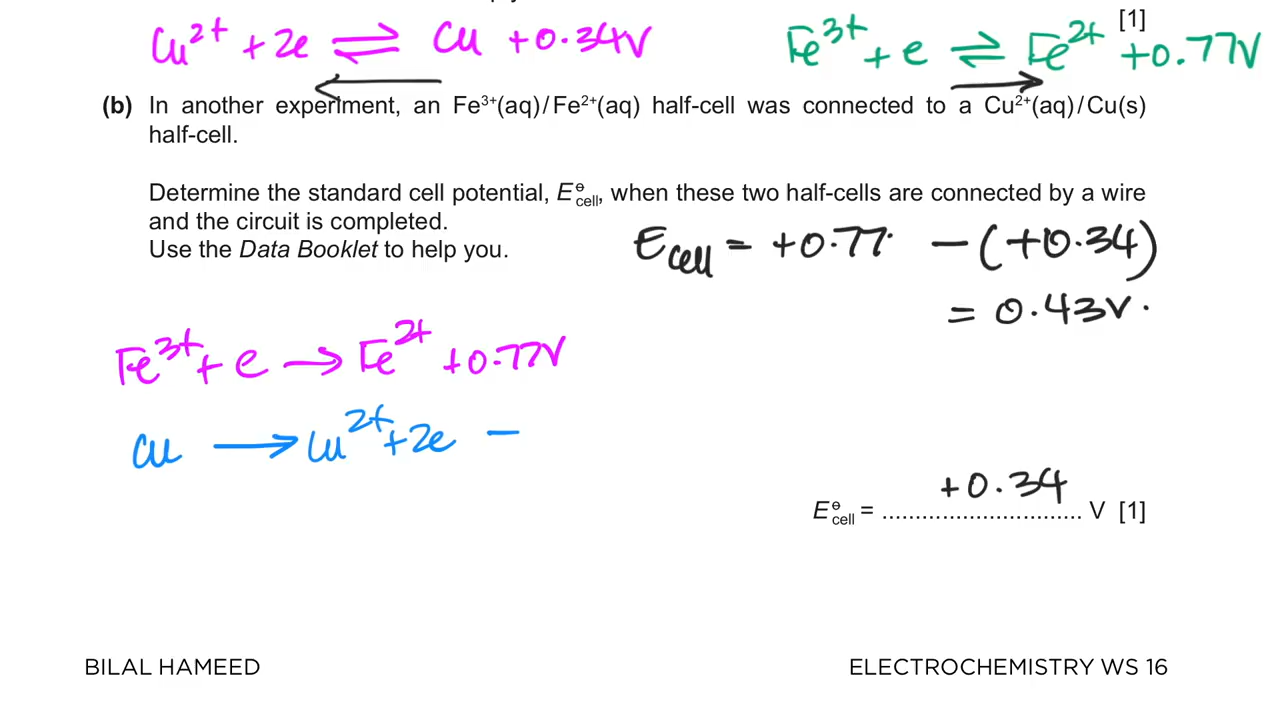 [1]
Cu²⁺ + 2e ⇌ Cu +0.34V
Fe³⁺ + e ⇌ Fe²⁺ +0.77V
(b) In another experiment, an Fe³⁺(aq)/Fe²⁺(aq) half-cell was connected to a Cu²⁺(aq)/Cu(s)
half-cell.
Determine the standard cell potential, E⦵cell, when these two half-cells are connected by a wire
and the circuit is completed.
Use the Data Booklet to help you.
Ecell = +0.77 − (+0.34)
= 0.43V.
Fe³⁺ + e → Fe²⁺ +0.77V
Cu → Cu²⁺ + 2e −
+0.34
E⦵cell = ............................. V [1]
BILAL HAMEED
ELECTROCHEMISTRY WS 16